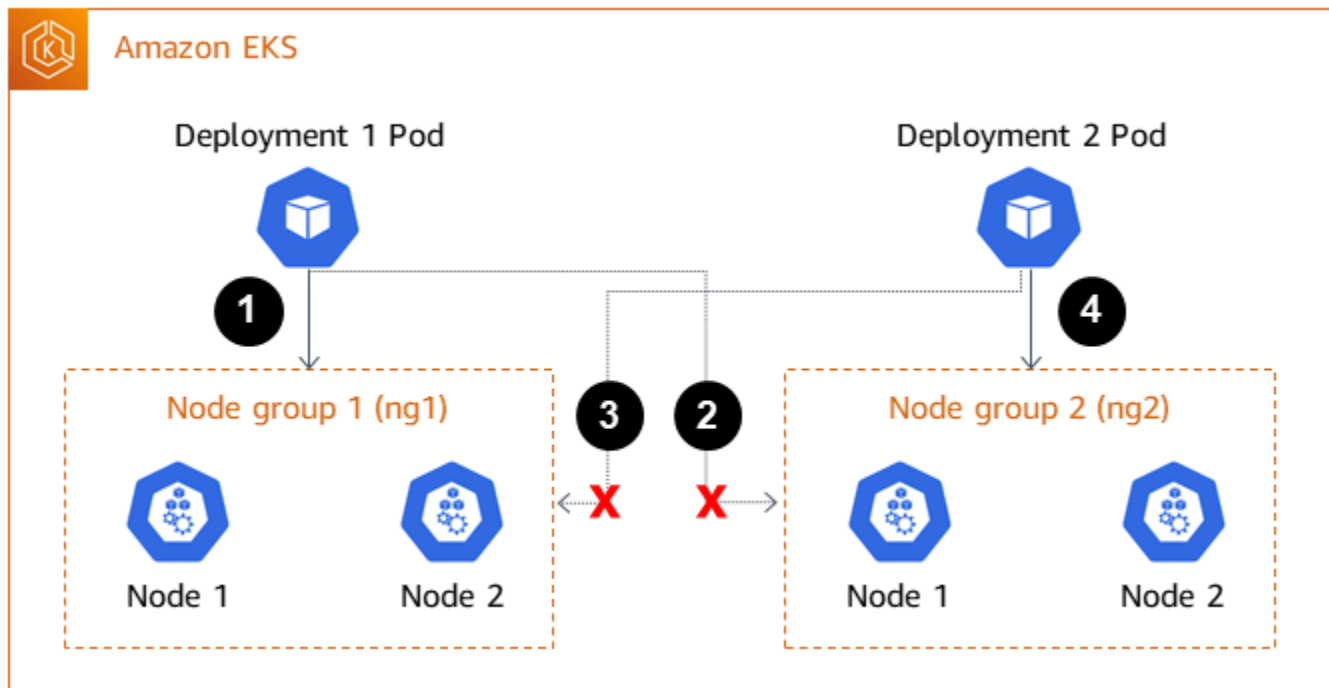 Amazon EKS
Deployment 1 Pod
Deployment 2 Pod
1
4
Node group 1 (ng1)
3
2
Node group 2 (ng2)
X
X
Node 1
Node 2
Node 1
Node 2